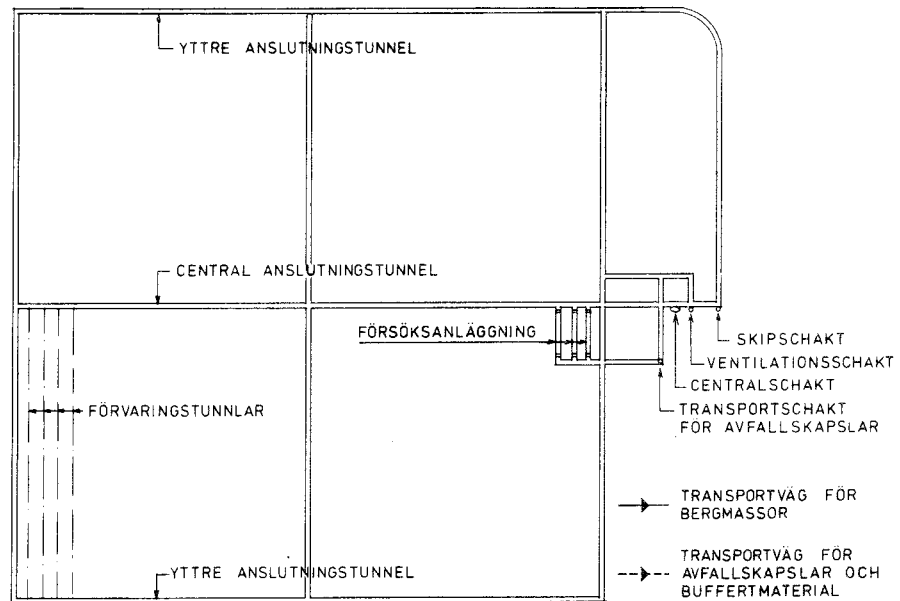 YTTRE ANSLUTNINGSTUNNEL
CENTRAL ANSLUTNINGSTUNNEL
FÖRSÖKSANLÄGGNING
SKIPSCHAKT
VENTILATIONSSCHAKT
CENTRALSCHAKT
TRANSPORTSCHAKT
FÖR AVFALLSKAPSLAR
FÖRVARINGSTUNNLAR
TRANSPORTVÄG FÖR
BERGMASSOR
TRANSPORTVÄG FÖR
AVFALLSKAPSLAR OCH
BUFFERTMATERIAL
YTTRE ANSLUTNINGSTUNNEL